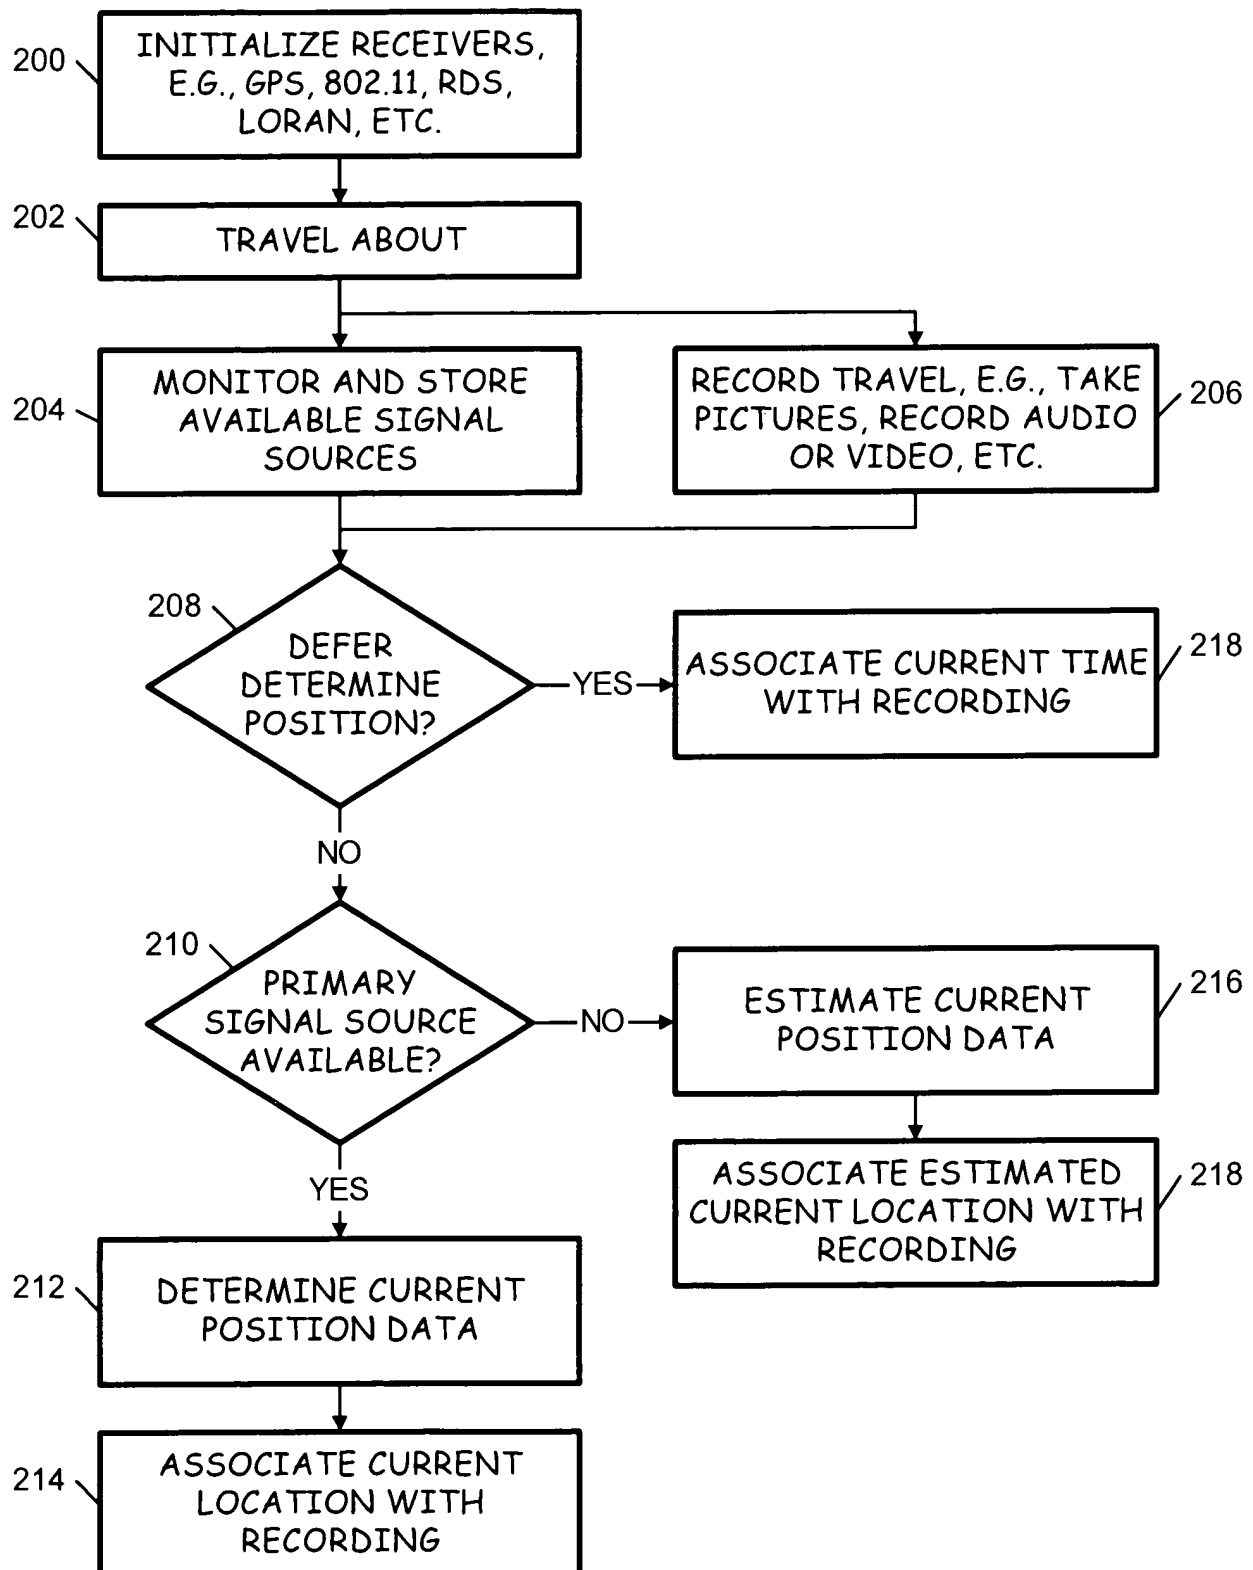 200
INITIALIZE RECEIVERS,
E.G., GPS, 802.11, RDS,
LORAN, ETC.
202
TRAVEL ABOUT
204
MONITOR AND STORE
AVAILABLE SIGNAL
SOURCES
RECORD TRAVEL, E.G., TAKE
PICTURES, RECORD AUDIO
OR VIDEO, ETC.
206
208
DEFER
DETERMINE
POSITION?
YES
ASSOCIATE CURRENT TIME
WITH RECORDING
218
NO
210
PRIMARY
SIGNAL SOURCE
AVAILABLE?
NO
ESTIMATE CURRENT
POSITION DATA
216
ASSOCIATE ESTIMATED
CURRENT LOCATION WITH
RECORDING
218
YES
212
DETERMINE CURRENT
POSITION DATA
214
ASSOCIATE CURRENT
LOCATION WITH
RECORDING